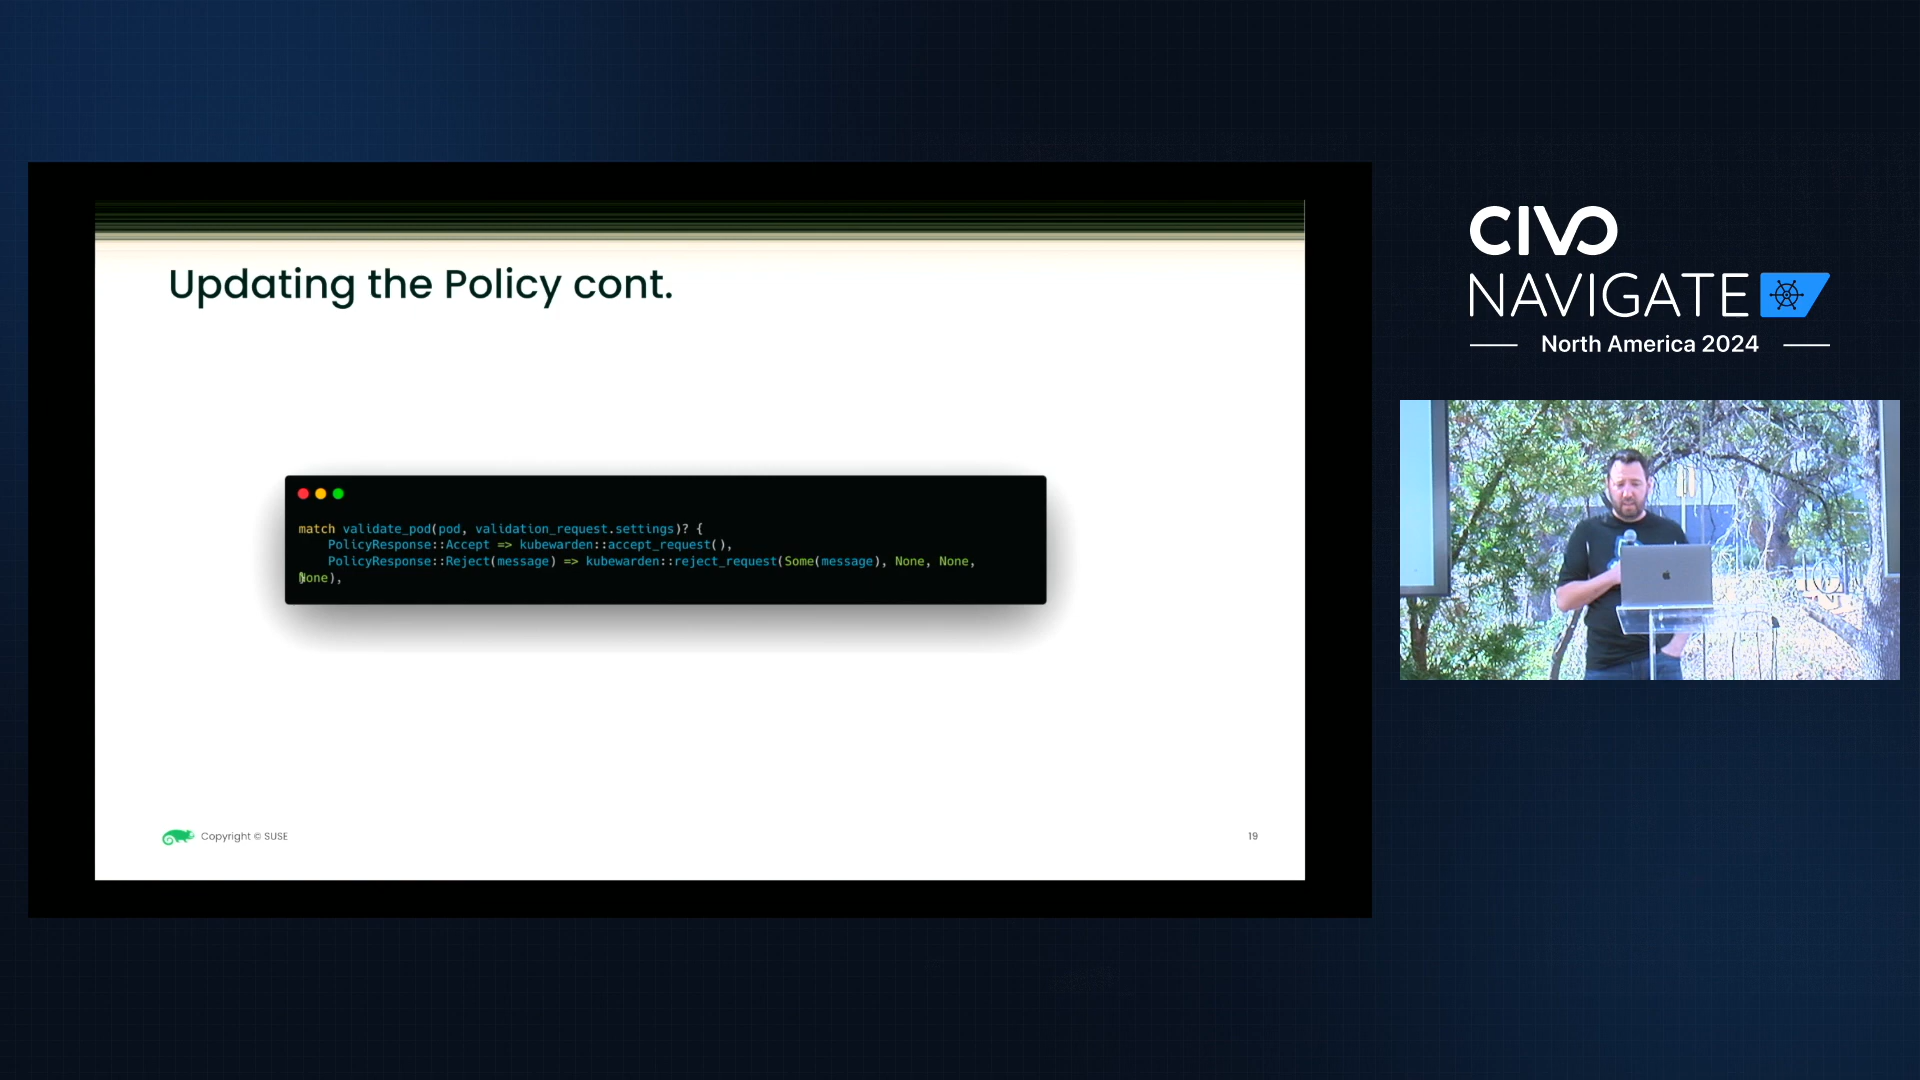 Updating the Policy cont.
match validate_pod(pod, validation_request.settings)? {
PolicyResponse::Accept => kubewarden::accept_request(),
PolicyResponse::Reject(message) => kubewarden::reject_request(Some(message), None, None,
None),
Copyright © SUSE
19
CIVO
NAVIGATE
North America 2024